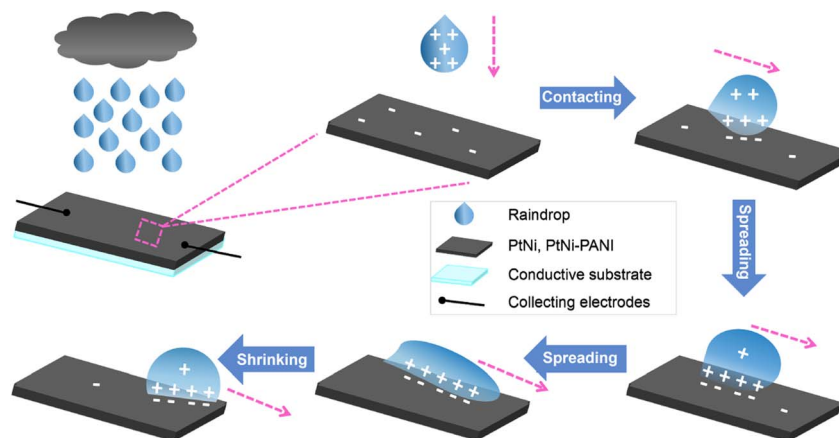 Contacting
Spreading
Raindrop
PtNi, PtNi-PANI
Conductive substrate
Collecting electrodes
Shrinking
Spreading